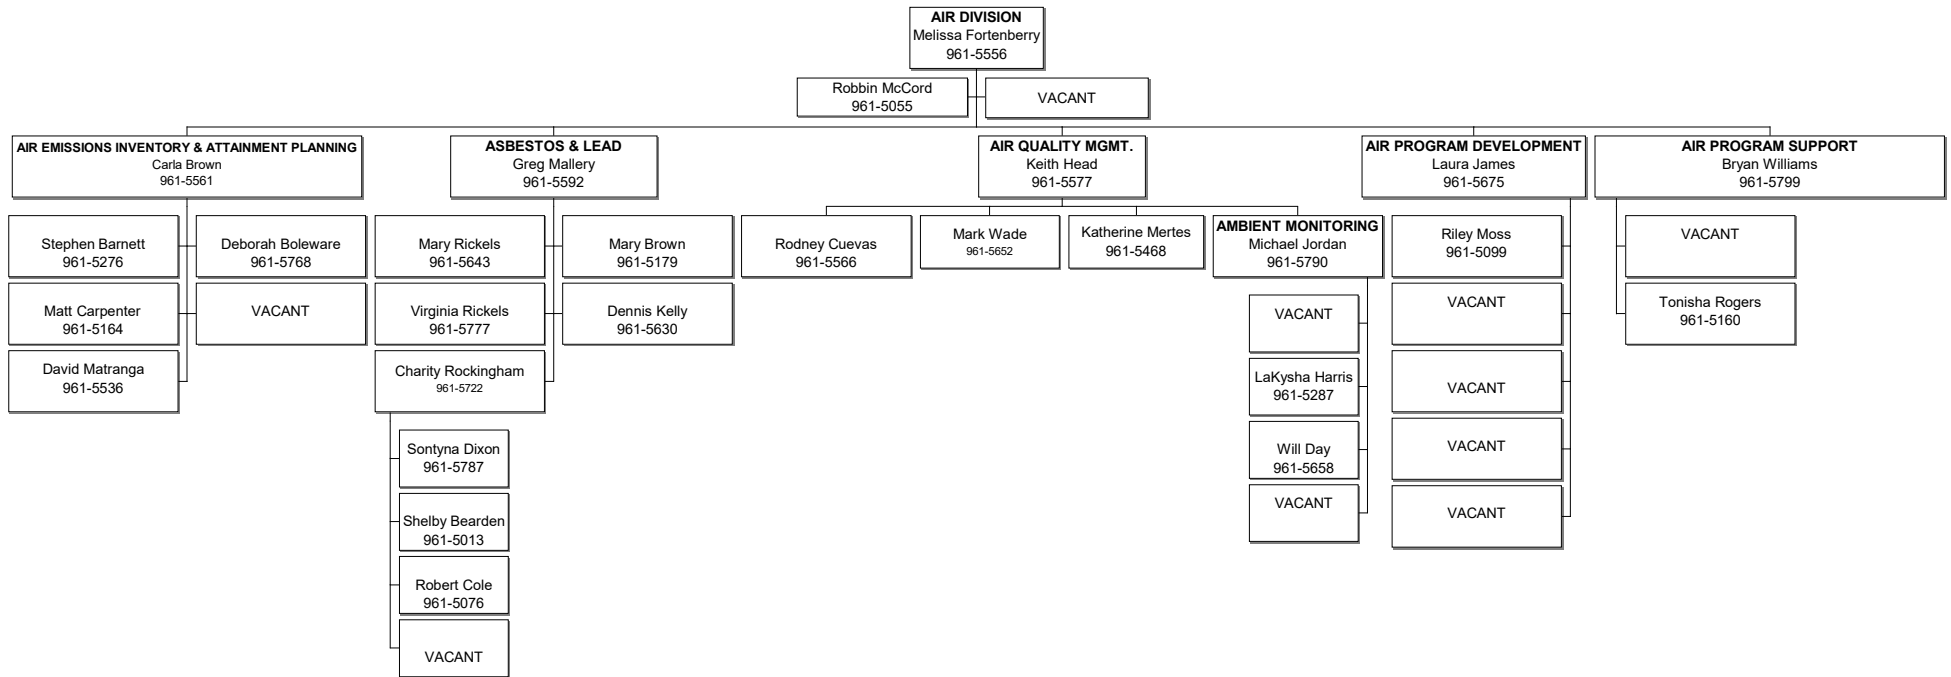 AIR DIVISION
Melissa Fortenberry
961-5556
Robbin McCord
961-5055
VACANT
AIR EMISSIONS INVENTORY & ATTAINMENT PLANNING
Carla Brown
961-5561
ASBESTOS & LEAD
Greg Mallery
961-5592
AIR QUALITY MGMT.
Keith Head
961-5577
AIR PROGRAM DEVELOPMENT
Laura James
961-5675
AIR PROGRAM SUPPORT
Bryan Williams
961-5799
Stephen Barnett
961-5276
Deborah Boleware
961-5768
Matt Carpenter
961-5164
VACANT
David Matranga
961-5536
Mary Rickels
961-5643
Mary Brown
961-5179
Virginia Rickels
961-5777
Dennis Kelly
961-5630
Charity Rockingham
961-5722
Sontyna Dixon
961-5787
Shelby Bearden
961-5013
Robert Cole
961-5076
VACANT
Rodney Cuevas
961-5566
Mark Wade
961-5652
Katherine Mertes
961-5468
AMBIENT MONITORING
Michael Jordan
961-5790
VACANT
LaKysha Harris
961-5287
Will Day
961-5658
VACANT
Riley Moss
961-5099
VACANT
VACANT
VACANT
VACANT
VACANT
Tonisha Rogers
961-5160